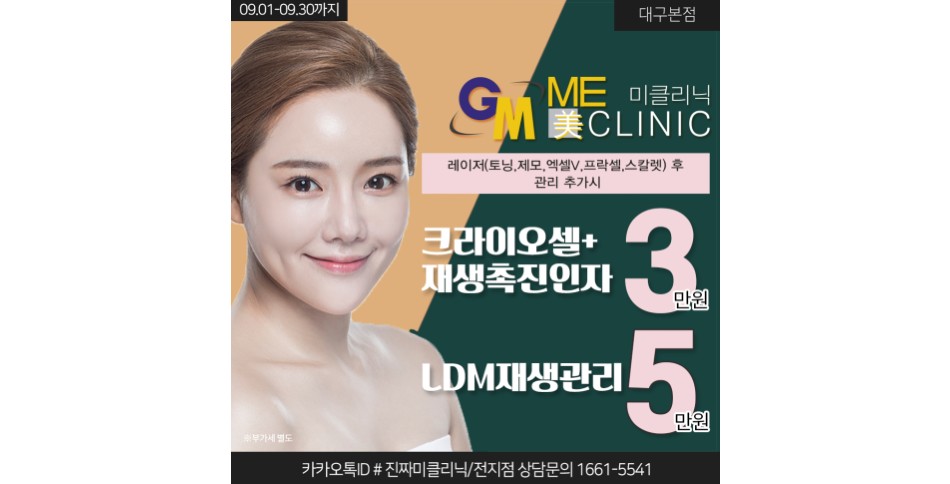 09.01-09.30까지
대구본점
GM ME 미클리닉
美CLINIC
레이저(토닝,제모,엑셀V,프락셀,스칼렛) 후
관리 추가시
크라이오셀+
재생촉진인자
3만원
LDM재생관리
5만원
※부가세 별도
카카오톡ID # 진짜미클리닉/전지점 상담문의 1661-5541